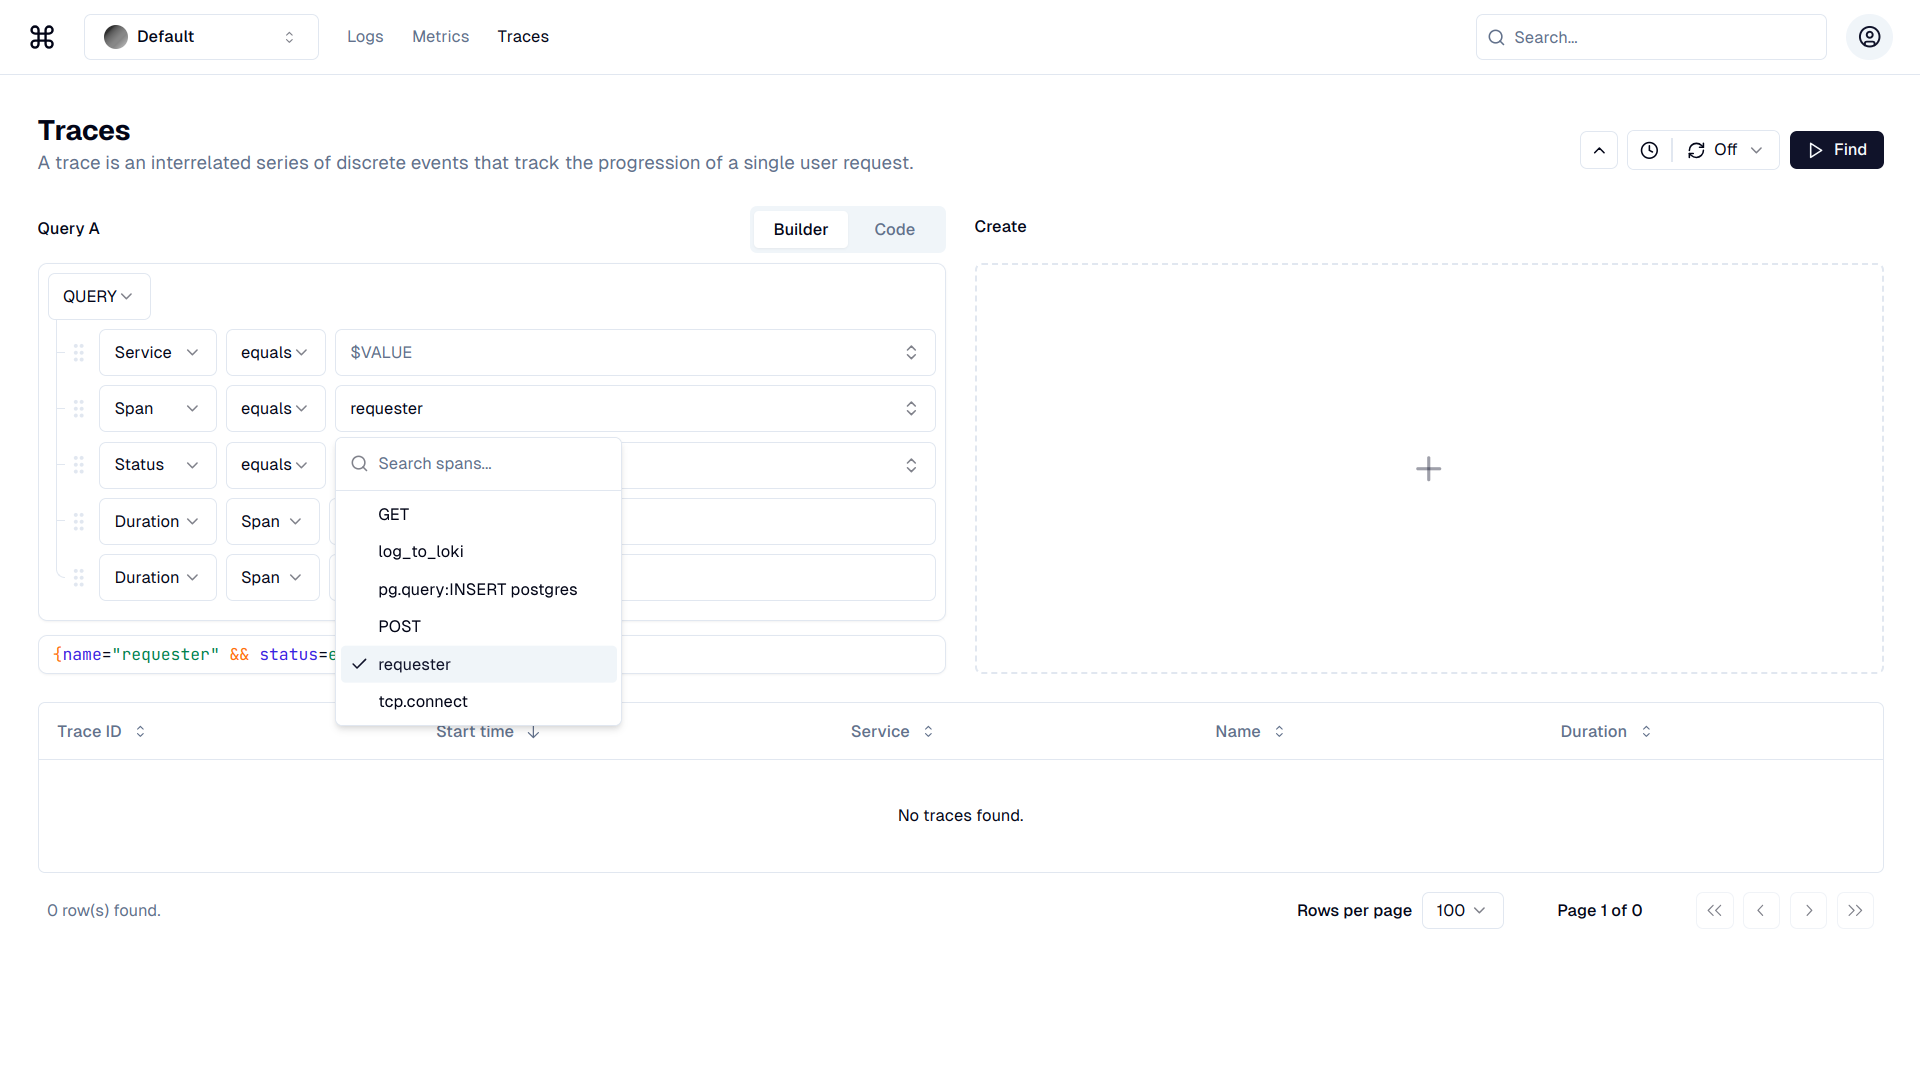 Default
Logs
Metrics
Traces
Search...
Traces
A trace is an interrelated series of discrete events that track the progression of a single user request.
Off
Find
Query A
Builder
Code
Create
QUERY
Service
equals
$VALUE
Span
equals
requester
Status
equals
Search spans...
GET
Duration
Span
log_to_loki
Duration
Span
pg.query:INSERT postgres
POST
{name="requester" && status=e
requester
tcp.connect
Trace ID
Start time
Service
Name
Duration
No traces found.
0 row(s) found.
Rows per page
100
Page 1 of 0